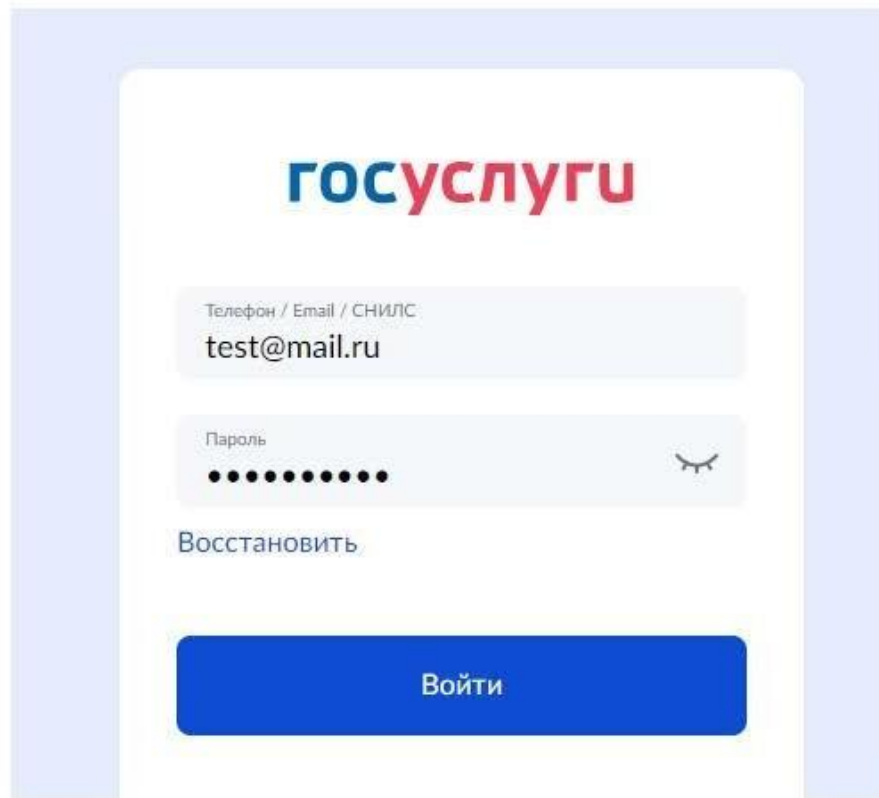 госуслуги
Телефон / Email / СНИЛС
test@mail.ru
Пароль
••••••••••
Восстановить
Войти